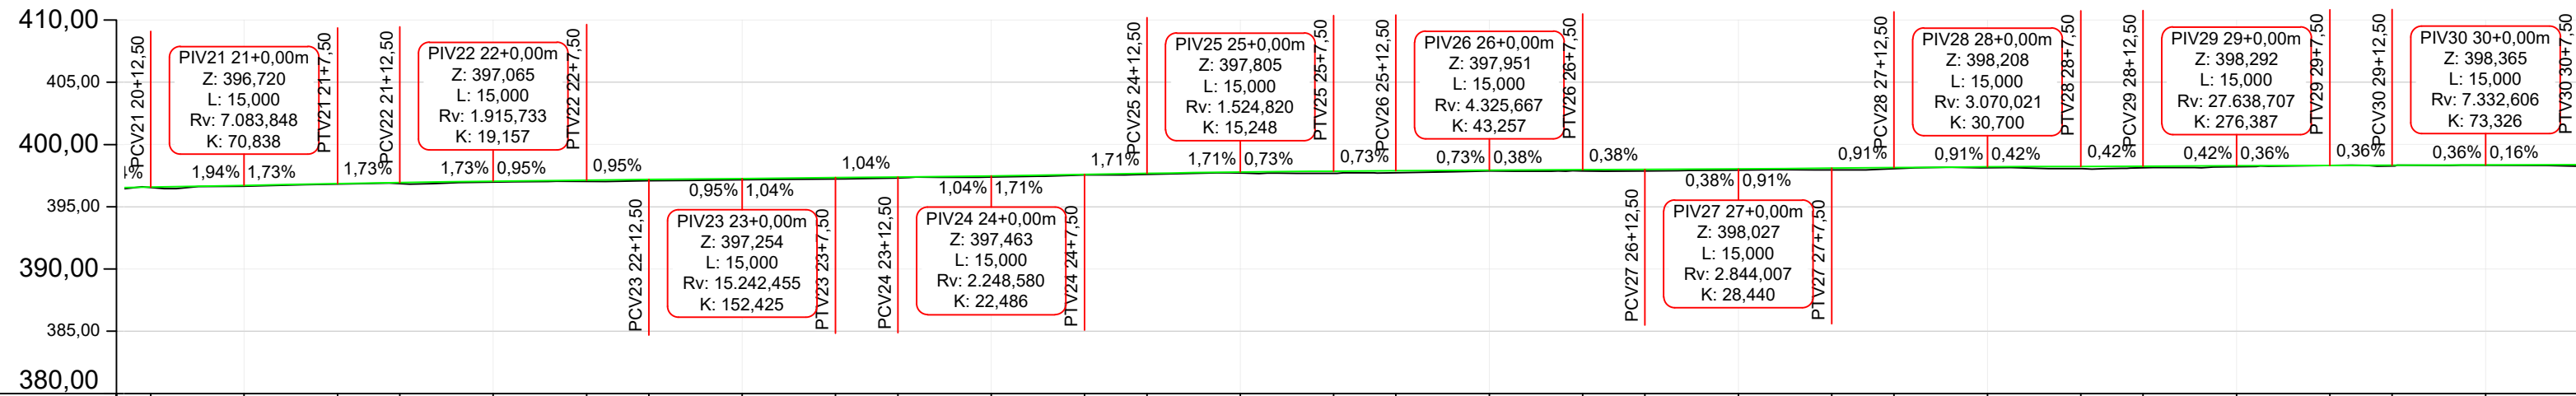 410,00
405,00
400,00
395,00
390,00
385,00
380,00
PCV21 20+12,50
PIV21 21+0,00m
Z: 396,720
L: 15,000
Rv: 7.083,848
K: 70,838
PTV21 21+7,50
1,94%
1,73%
1,73%
PCV22 21+12,50
PIV22 22+0,00m
Z: 397,065
L: 15,000
Rv: 1.915,733
K: 19,157
PTV22 22+7,50
1,73%
0,95%
0,95%
PCV23 22+12,50
0,95%
1,04%
PIV23 23+0,00m
Z: 397,254
L: 15,000
Rv: 15.242,455
K: 152,425
PTV23 23+7,50
1,04%
PCV24 23+12,50
1,04%
1,71%
PIV24 24+0,00m
Z: 397,463
L: 15,000
Rv: 2.248,580
K: 22,486
PTV24 24+7,50
1,71%
PCV25 24+12,50
PIV25 25+0,00m
Z: 397,805
L: 15,000
Rv: 1.524,820
K: 15,248
PTV25 25+7,50
1,71%
0,73%
0,73%
PCV26 25+12,50
PIV26 26+0,00m
Z: 397,951
L: 15,000
Rv: 4.325,667
K: 43,257
PTV26 26+7,50
0,73%
0,38%
0,38%
PCV27 26+12,50
0,38%
0,91%
PIV27 27+0,00m
Z: 398,027
L: 15,000
Rv: 2.844,007
K: 28,440
PTV27 27+7,50
0,91%
PCV28 27+12,50
PIV28 28+0,00m
Z: 398,208
L: 15,000
Rv: 3.070,021
K: 30,700
PTV28 28+7,50
0,91%
0,42%
0,42%
PCV29 28+12,50
PIV29 29+0,00m
Z: 398,292
L: 15,000
Rv: 27.638,707
K: 276,387
PTV29 29+7,50
0,42%
0,36%
0,36%
PCV30 29+12,50
PIV30 30+0,00m
Z: 398,365
L: 15,000
Rv: 7.332,606
K: 73,326
PTV30 30+7,50
0,36%
0,16%